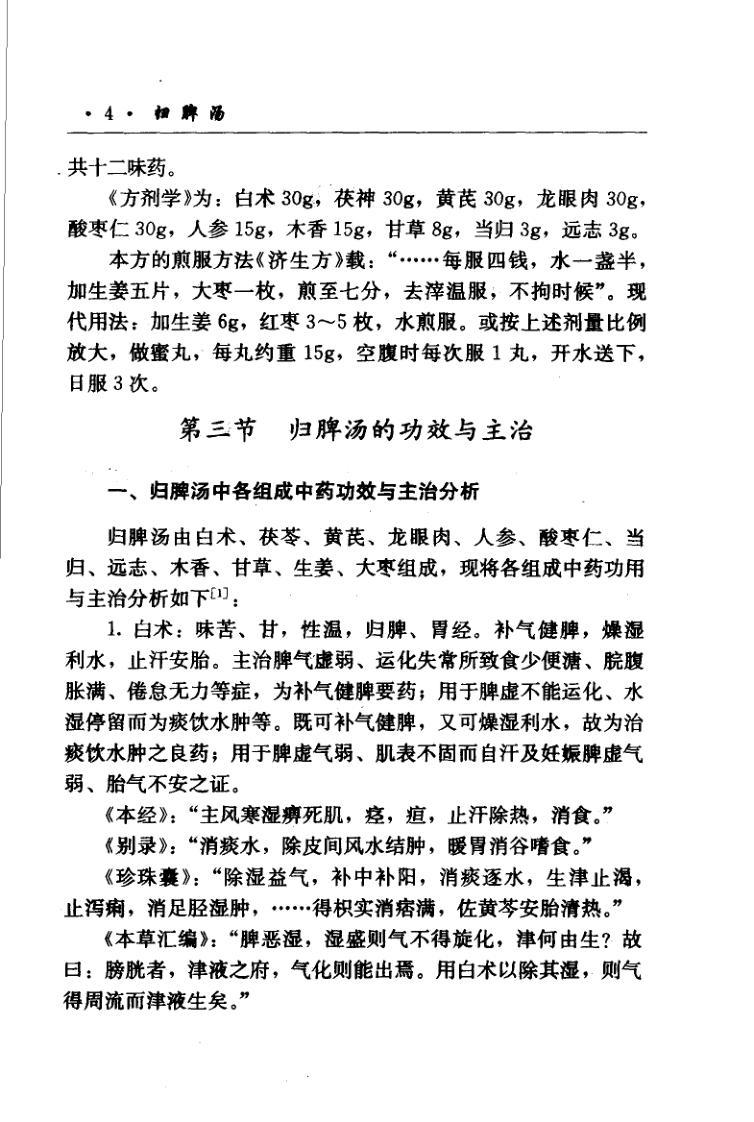 ·4· 归脾汤
共十二味药。
《方剂学》为：白术 30g，茯神 30g，黄芪 30g，龙眼肉 30g，
酸枣仁 30g，人参 15g，木香 15g，甘草 8g，当归 3g，远志 3g。
本方的煎服方法《济生方》载：“……每服四钱，水一盏半，
加生姜五片，大枣一枚，煎至七分，去滓温服，不拘时候”。现
代用法：加生姜 6g，红枣 3～5 枚，水煎服。或按上述剂量比例
放大，做蜜丸，每丸约重 15g，空腹时每次服 1 丸，开水送下，
日服 3 次。
第三节 归脾汤的功效与主治
一、归脾汤中各组成中药功效与主治分析
归脾汤由白术、茯苓、黄芪、龙眼肉、人参、酸枣仁、当
归、远志、木香、甘草、生姜、大枣组成，现将各组成中药功用
与主治分析如下[1]：
1. 白术：味苦、甘，性温，归脾、胃经。补气健脾，燥湿
利水，止汗安胎。主治脾气虚弱、运化失常所致食少便溏、脘腹
胀满、倦怠无力等症，为补气健脾要药；用于脾虚不能运化、水
湿停留而为痰饮水肿等。既可补气健脾，又可燥湿利水，故为治
痰饮水肿之良药；用于脾虚气弱、肌表不固而自汗及妊娠脾虚气
弱、胎气不安之证。
《本经》：“主风寒湿痹死肌，痉，疸，止汗除热，消食。”
《别录》：“消痰水，除皮间风水结肿，暖胃消谷嗜食。”
《珍珠囊》：“除湿益气，补中补阳，消痰逐水，生津止渴，
止泻痢，消足胫湿肿，……得枳实消痞满，佐黄芩安胎清热。”
《本草汇编》：“脾恶湿，湿盛则气不得旋化，津何由生？故
曰：膀胱者，津液之府，气化则能出焉。用白术以除其湿，则气
得周流而津液生矣。”